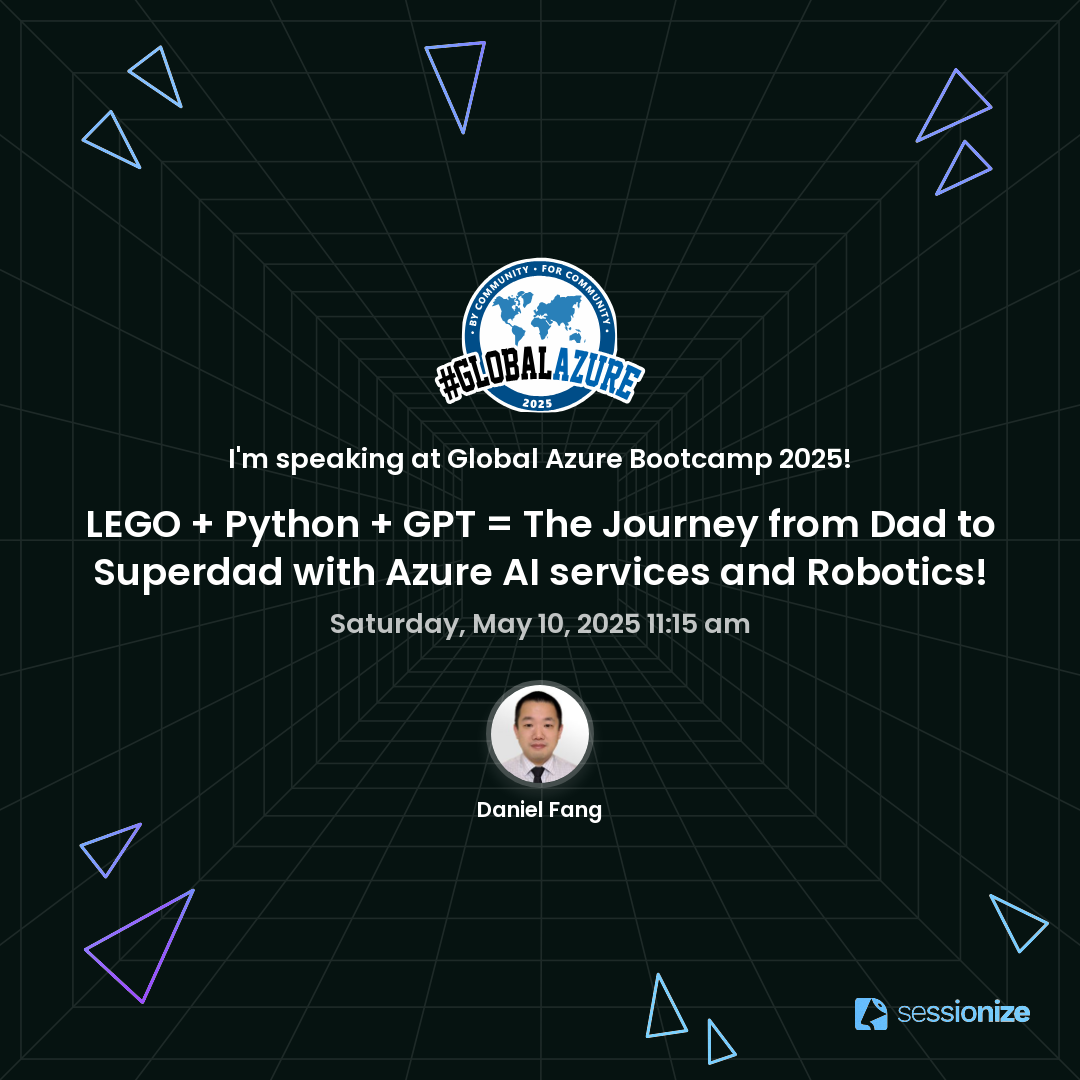 • BY COMMUNITY • FOR COMMUNITY •
#GLOBALAZURE
2025
I'm speaking at Global Azure Bootcamp 2025!
LEGO + Python + GPT = The Journey from Dad to
Superdad with Azure AI services and Robotics!
Saturday, May 10, 2025 11:15 am
Daniel Fang
sessionize